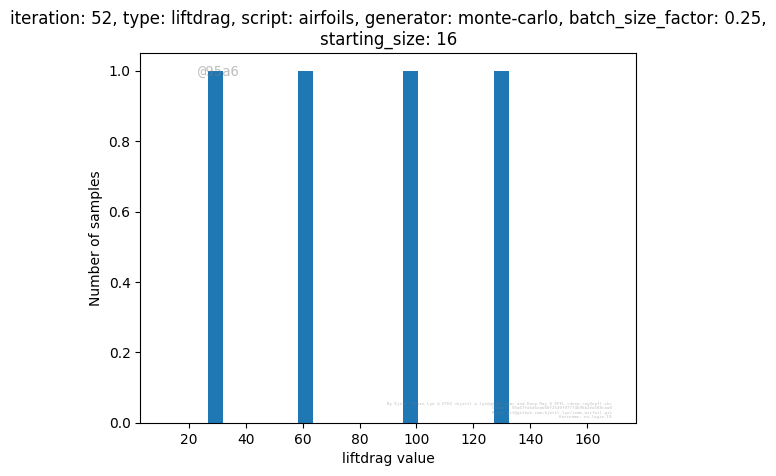 iteration: 52, type: liftdrag, script: airfoils, generator: monte-carlo, batch_size_factor: 0.25,
starting_size: 16
@95a6
1.0
0.8
0.6
0.4
0.2
0.0
Number of samples
20 40 60 80 100 120 140 160
liftdrag value